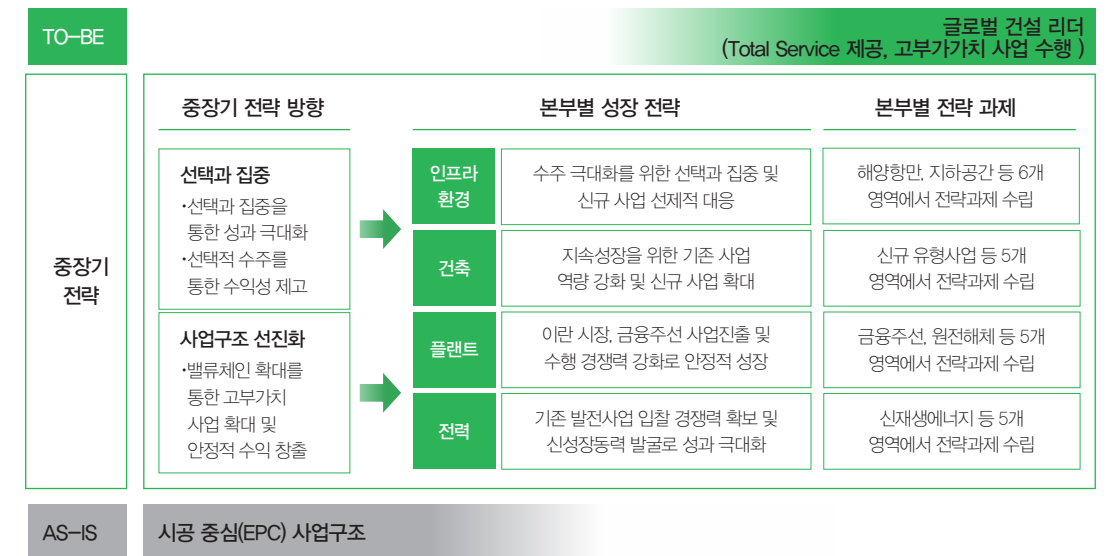 TO-BE
글로벌 건설 리더
(Total Service 제공, 고부가가치 사업 수행 )
중장기
전략
중장기 전략 방향
본부별 성장 전략
본부별 전략 과제
선택과 집중
·선택과 집중을
통한 성과 극대화
·선택적 수주를
통한 수익성 제고
사업구조 선진화
·밸류체인 확대를
통한 고부가치
사업 확대 및
안정적 수익 창출
인프라
환경
수주 극대화를 위한 선택과 집중 및
신규 사업 선제적 대응
해양항만, 지하공간 등 6개
영역에서 전략과제 수립
건축
지속성장을 위한 기존 사업
역량 강화 및 신규 사업 확대
신규 유형사업 등 5개
영역에서 전략과제 수립
플랜트
이란 시장, 금융주선 사업진출 및
수행 경쟁력 강화로 안정적 성장
금융주선, 원전해체 등 5개
영역에서 전략과제 수립
전력
기존 발전사업 입찰 경쟁력 확보 및
신성장동력 발굴로 성과 극대화
신재생에너지 등 5개
영역에서 전략과제 수립
AS-IS
시공 중심(EPC) 사업구조